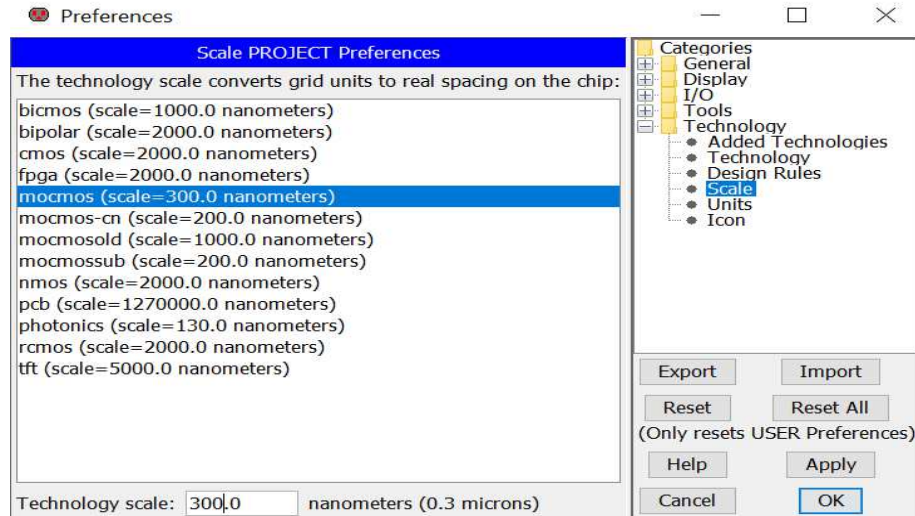 Preferences
Scale PROJECT Preferences
The technology scale converts grid units to real spacing on the chip:
bicmos (scale=1000.0 nanometers)
bipolar (scale=2000.0 nanometers)
cmos (scale=2000.0 nanometers)
fpga (scale=2000.0 nanometers)
mocmos (scale=300.0 nanometers)
mocmos-cn (scale=200.0 nanometers)
mocmosold (scale=1000.0 nanometers)
mocmossub (scale=200.0 nanometers)
nmos (scale=2000.0 nanometers)
pcb (scale=1270000.0 nanometers)
photonics (scale=130.0 nanometers)
rcmos (scale=2000.0 nanometers)
tft (scale=5000.0 nanometers)
Technology scale: 300.0 nanometers (0.3 microns)
Categories
General
Display
I/O
Tools
Technology
Added Technologies
Technology
Design Rules
Scale
Units
Icon
Export Import
Reset Reset All
(Only resets USER Preferences)
Help Apply
Cancel OK